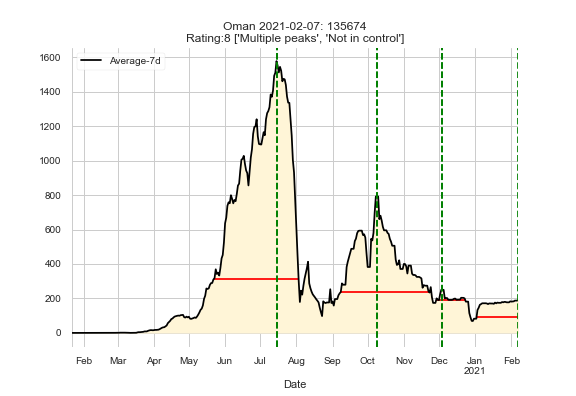 Oman 2021-02-07: 135674
Rating:8 ['Multiple peaks', 'Not in control']
Average-7d
1600
1400
1200
1000
800
600
400
200
0
Feb Mar Apr May Jun Jul Aug Sep Oct Nov Dec Jan Feb
2021
Date